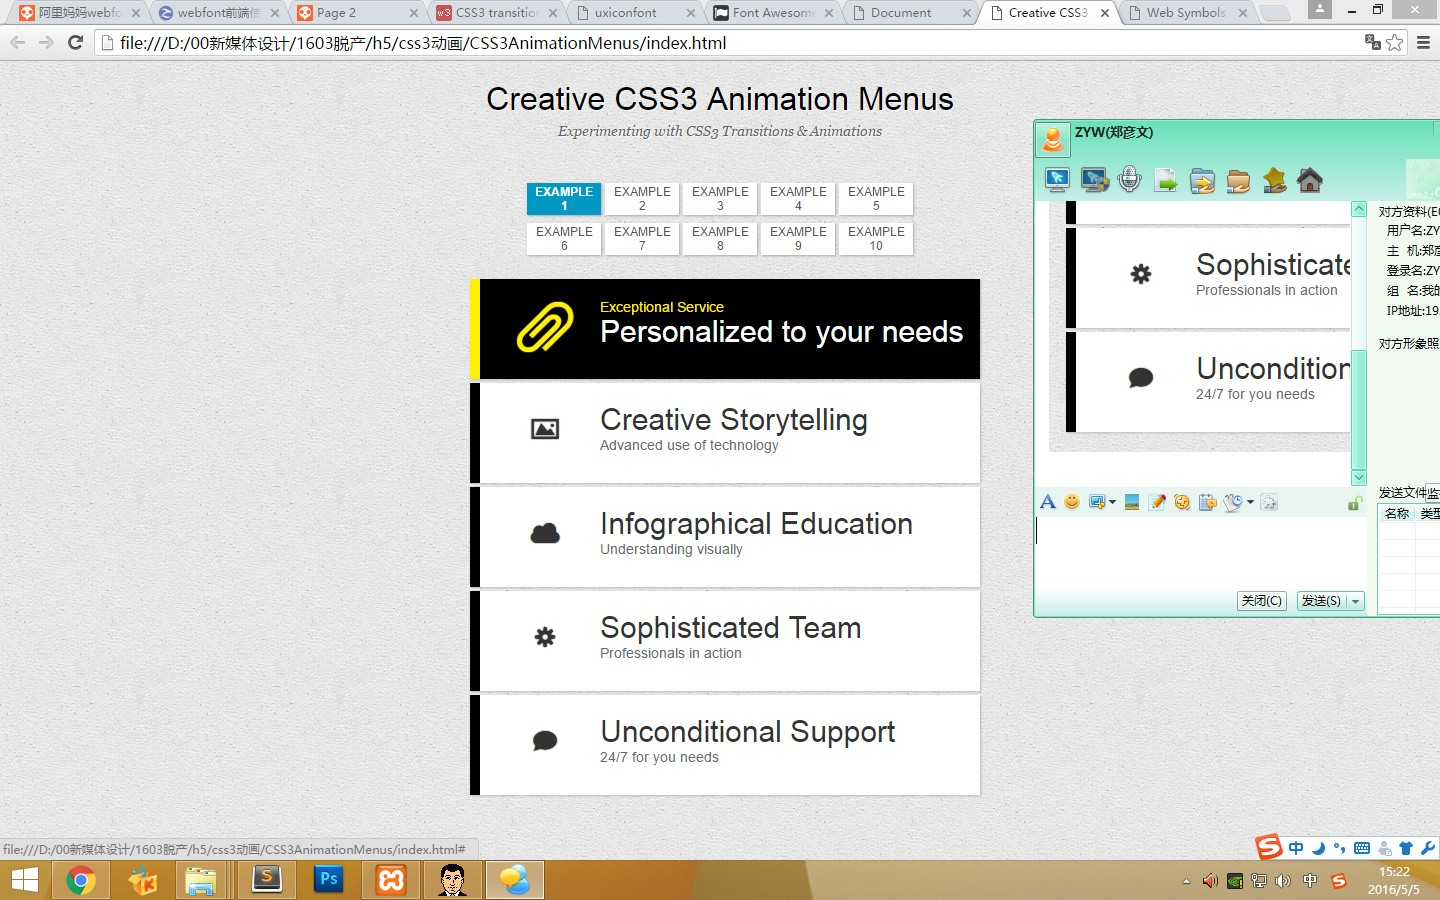 阿里妈妈webfo
webfont前端使
Page 2
CSS3 transition
uxiconfont
Font Awesome
Document
Creative CSS3
Web Symbols
file:///D:/00新媒体设计/1603脱产/h5/css3动画/CSS3AnimationMenus/index.html
Creative CSS3 Animation Menus
Experimenting with CSS3 Transitions & Animations
EXAMPLE 1
EXAMPLE 2
EXAMPLE 3
EXAMPLE 4
EXAMPLE 5
EXAMPLE 6
EXAMPLE 7
EXAMPLE 8
EXAMPLE 9
EXAMPLE 10
Exceptional Service
Personalized to your needs
Creative Storytelling
Advanced use of technology
Infographical Education
Understanding visually
Sophisticated Team
Professionals in action
Unconditional Support
24/7 for you needs
ZYW(郑彦文)
Sophisticate
Professionals in action
Uncondition
24/7 for you needs
关闭(C)
发送(S)
对方资料(EC
用户名:ZY
主 机:郑彦
登录名:ZY
组 名:我的
IP地址:19
对方形象照
发送文件
监
名称
类型
file:///D:/00新媒体设计/1603脱产/h5/css3动画/CSS3AnimationMenus/index.html#
中
Ps
中
15:22
2016/5/5